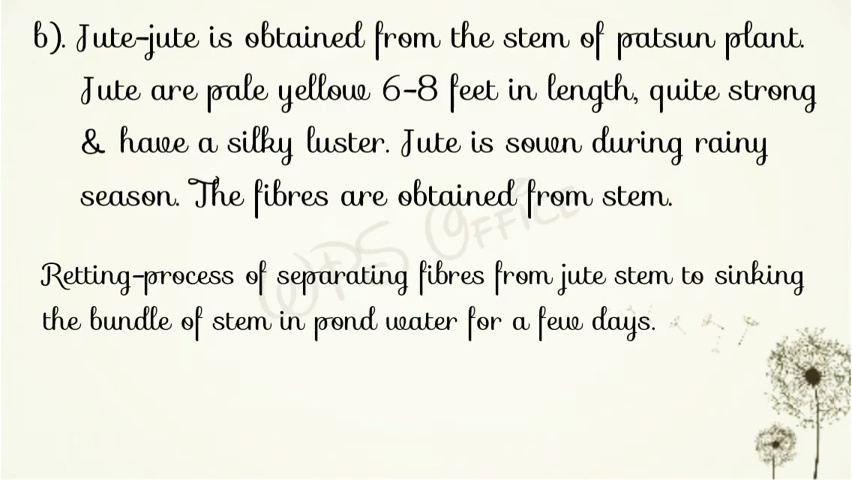 b). Jute-jute is obtained from the stem of patsun plant.
Jute are pale yellow 6-8 feet in length, quite strong
& have a silky luster. Jute is sown during rainy
season. The fibres are obtained from stem.
WPS OFFICE
Retting-process of separating fibres from jute stem to sinking
the bundle of stem in pond water for a few days.